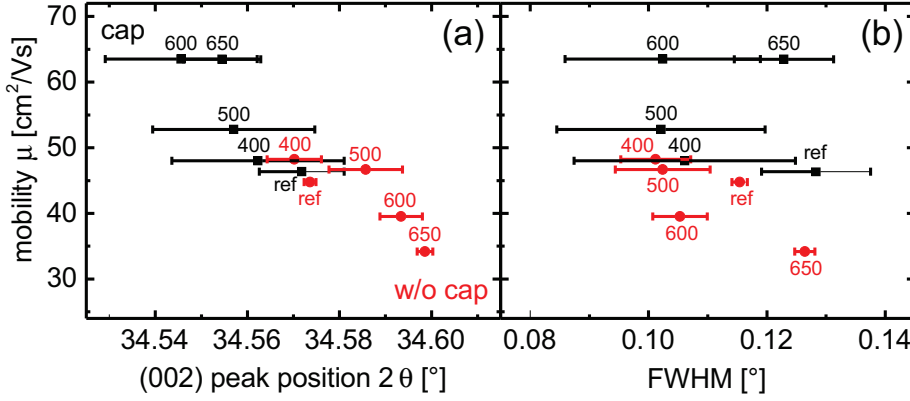 70
60
50
40
30
mobility μ [cm²/Vs]
cap
(a)
600 650
500
400
ref
400
500
ref
600
650
w/o cap
34.54 34.56 34.58 34.60
(002) peak position 2 θ [°]
(b)
600
650
500
400
400
ref
500
ref
600
650
0.08 0.10 0.12 0.14
FWHM [°]